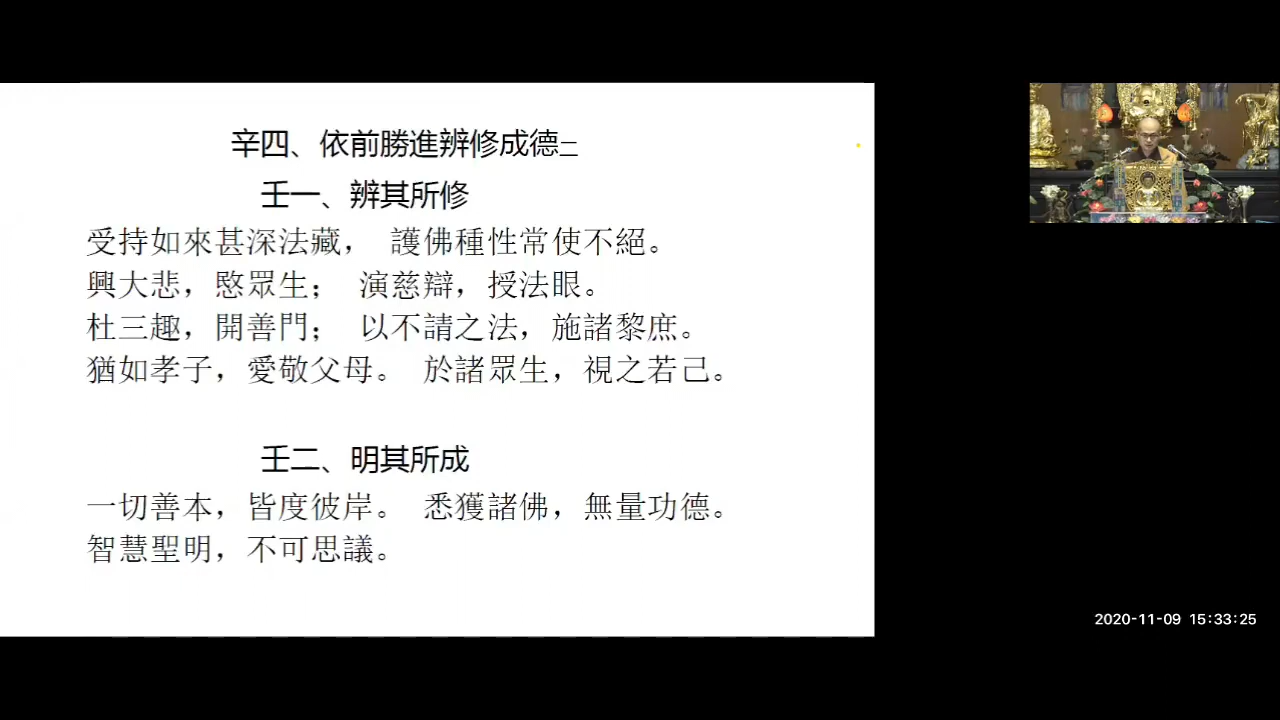 辛四、依前勝進辨修成德二
壬一、辨其所修
受持如來甚深法藏， 護佛種性常使不絕。
興大悲，愍眾生； 演慈辯，授法眼。
杜三趣，開善門； 以不請之法，施諸黎庶。
猶如孝子，愛敬父母。 於諸眾生，視之若己。
壬二、明其所成
一切善本，皆度彼岸。 悉獲諸佛，無量功德。
智慧聖明，不可思議。
2020-11-09 15:33:25